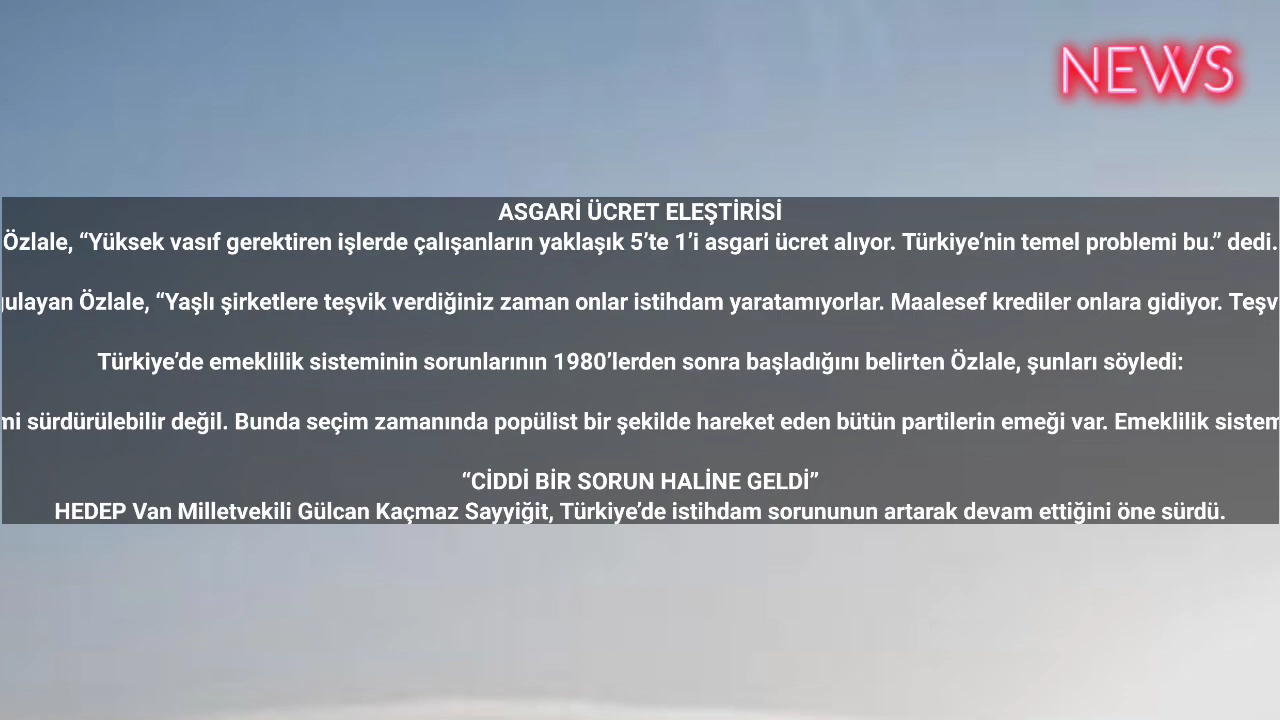 NEWS
ASGARİ ÜCRET ELEŞTİRİSİ
Özlale, “Yüksek vasıf gerektiren işlerde çalışanların yaklaşık 5’te 1’i asgari ücret alıyor. Türkiye’nin temel problemi bu.” dedi.
Özlale, “Yaşlı şirketlere teşvik verdiğiniz zaman onlar istihdam yaratamıyorlar. Maalesef krediler onlara gidiyor.
Türkiye’de emeklilik sisteminin sorunlarının 1980’lerden sonra başladığını belirten Özlale, şunları söyledi:
sürdürülebilir değil. Bunda seçim zamanında popülist bir şekilde hareket eden bütün partilerin emeği var. Emeklilik
“CİDDİ BİR SORUN HALİNE GELDİ”
HEDEP Van Milletvekili Gülcan Kaçmaz Sayyiğit, Türkiye’de istihdam sorununun artarak devam ettiğini öne sürdü.